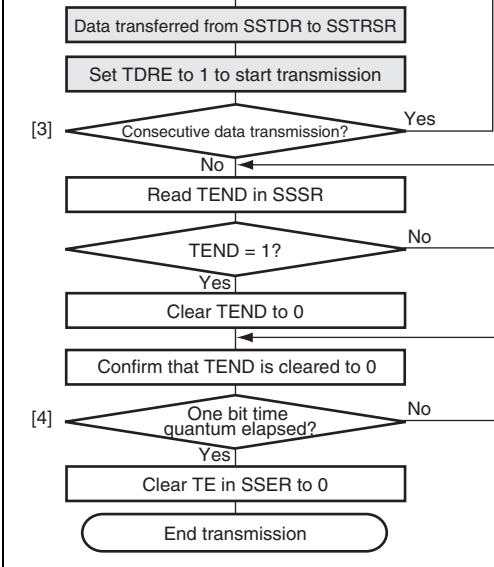 Data transferred from SSTDR to SSTRSR
Set TDRE to 1 to start transmission
[3]
Consecutive data transmission?
Yes
No
Read TEND in SSSR
TEND = 1?
No
Yes
Clear TEND to 0
Confirm that TEND is cleared to 0
[4]
One bit time
quantum elapsed?
No
Yes
Clear TE in SSER to 0
End transmission